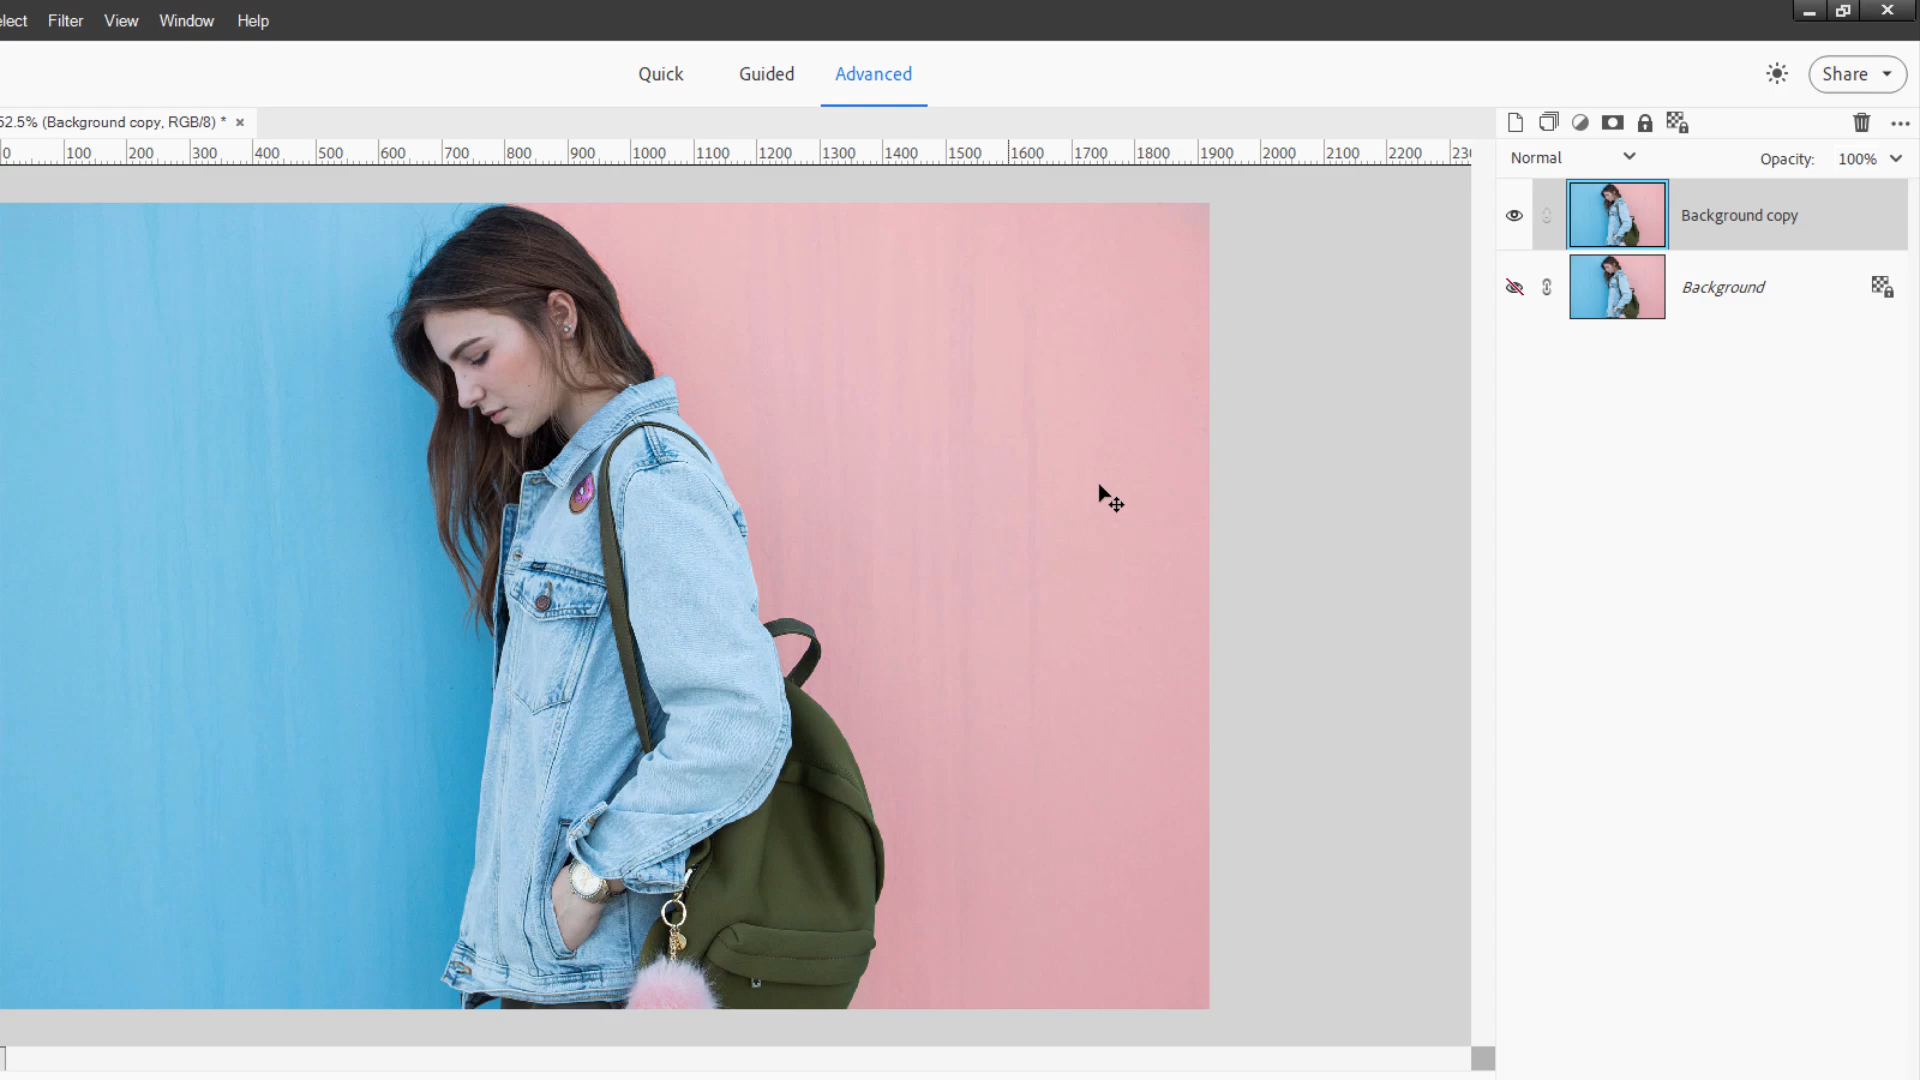 elect Filter View Window Help
Quick Guided Advanced
Share
52.5% (Background copy, RGB/8) * ×
0 100 200 300 400 500 600 700 800 900 1000 1100 1200 1300 1400 1500 1600 1700 1800 1900 2000 2100 2200 230
Normal
Opacity: 100%
Background copy
Background